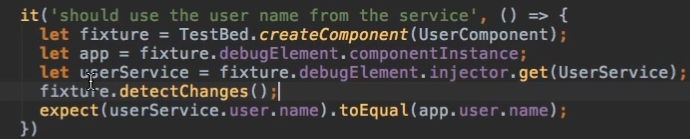 it('should use the user name from the service', () => {
let fixture = TestBed.createComponent(UserComponent);
let app = fixture.debugElement.componentInstance;
let userService = fixture.debugElement.injector.get(UserService);
fixture.detectChanges();
expect(userService.user.name).toEqual(app.user.name);
})